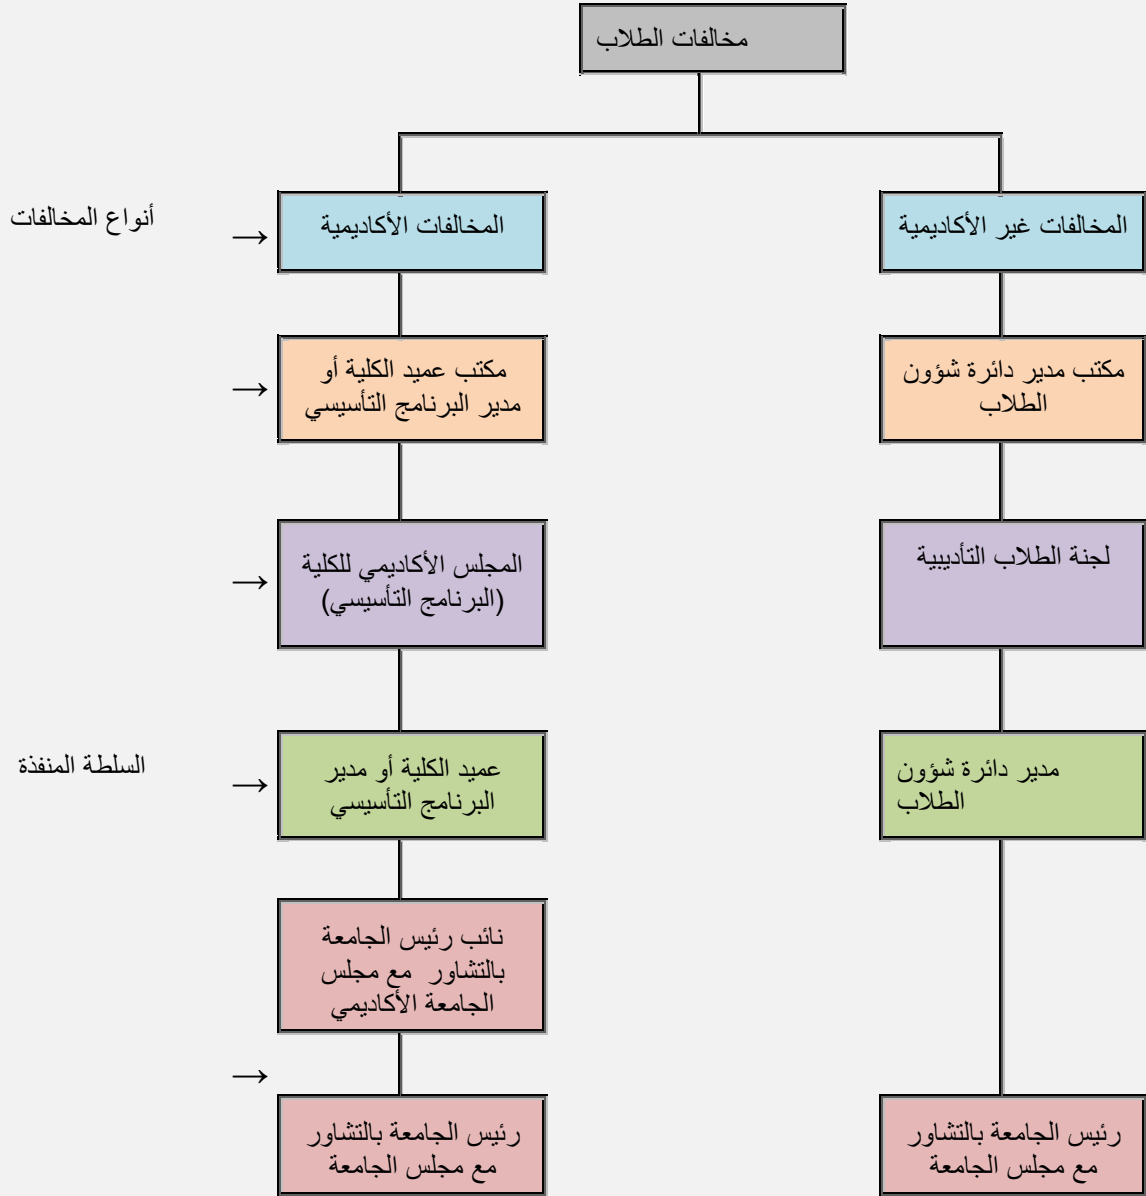 مخالفات الطلاب
أنواع المخالفات
→
المخالفات الأكاديمية
المخالفات غير الأكاديمية
→
مكتب عميد الكلية أو
مدير البرنامج التأسيسي
مكتب مدير دائرة شؤون
الطلاب
→
المجلس الأكاديمي للكلية
(البرنامج التأسيسي)
لجنة الطلاب التأديبية
السلطة المنفذة
→
عميد الكلية أو مدير
البرنامج التأسيسي
مدير دائرة شؤون
الطلاب
نائب رئيس الجامعة
بالتشاور مع مجلس
الجامعة الأكاديمي
→
رئيس الجامعة بالتشاور
مع مجلس الجامعة
رئيس الجامعة بالتشاور
مع مجلس الجامعة